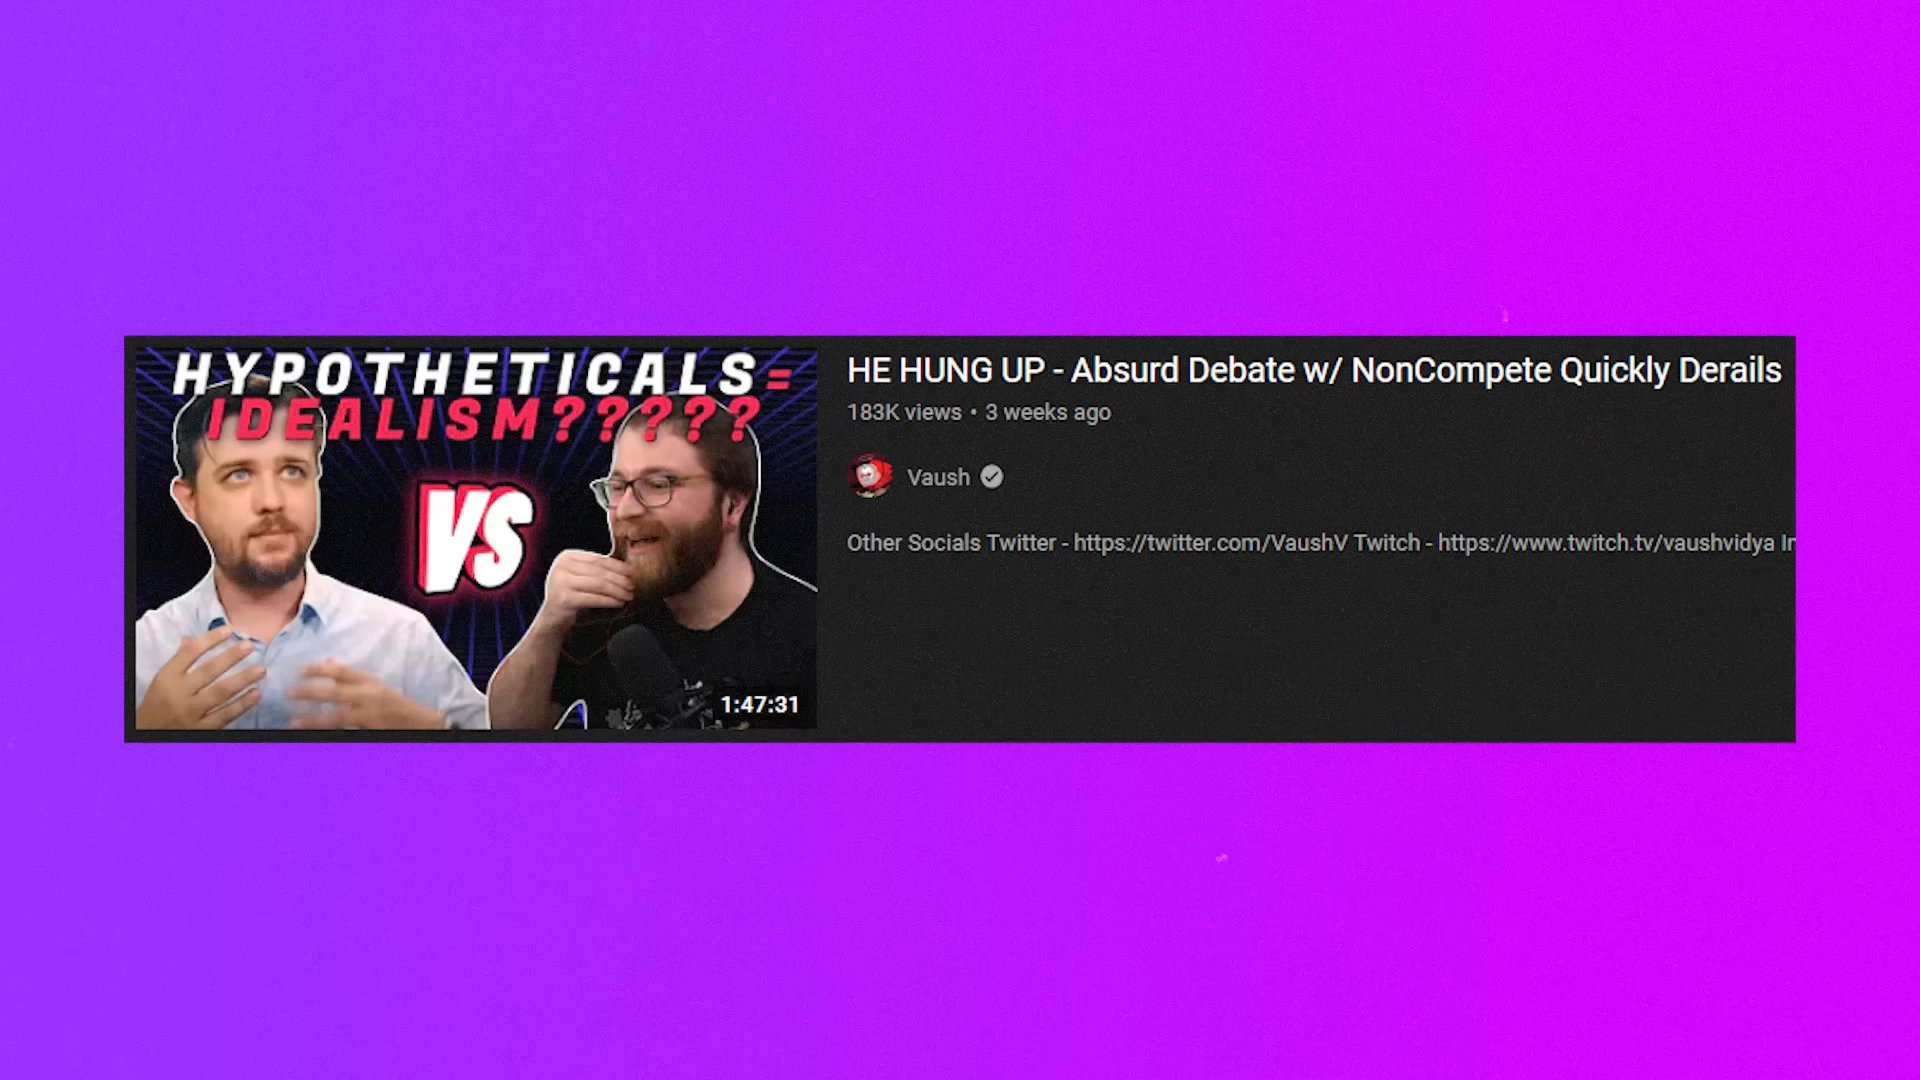 HYPOTHETICALS=
IDEALISM?????
VS
1:47:31
HE HUNG UP - Absurd Debate w/ NonCompete Quickly Derails
183K views • 3 weeks ago
Vaush
Other Socials Twitter - https://twitter.com/VaushV Twitch - https://www.twitch.tv/vaushvidya In